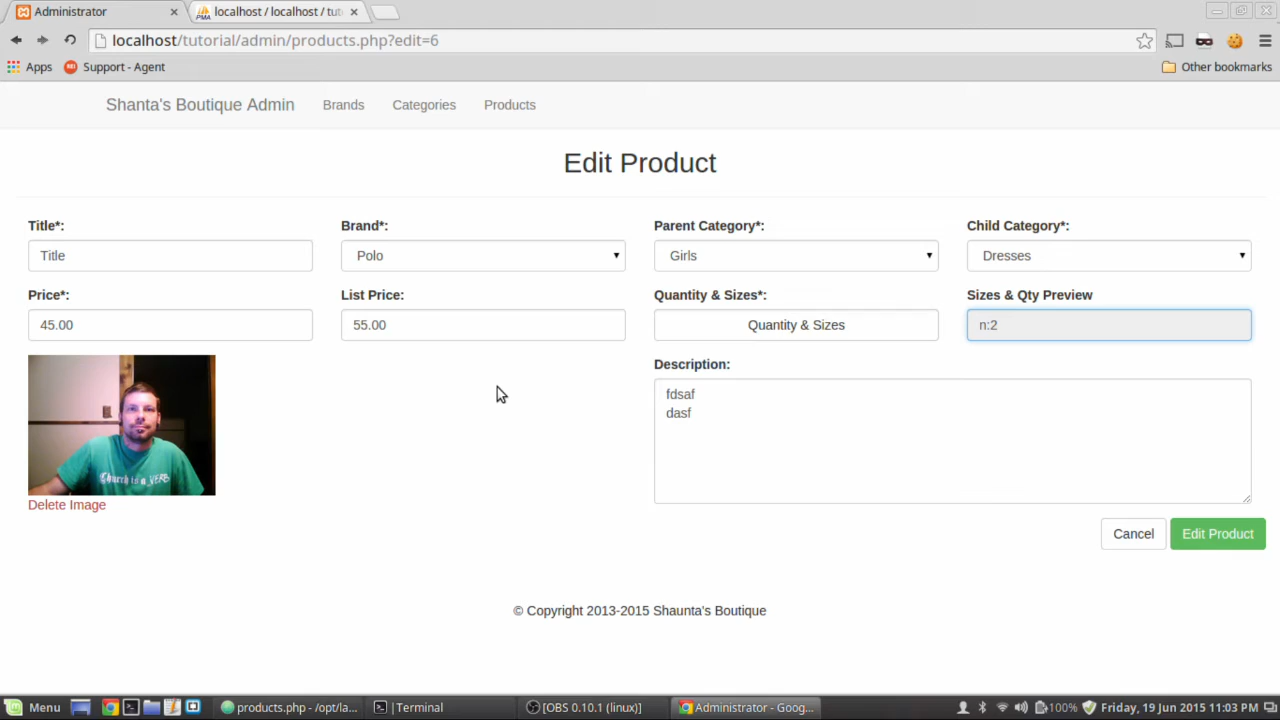 Administrator
localhost / localhost / tut
localhost/tutorial/admin/products.php?edit=6
Apps
Support - Agent
Other bookmarks
Shanta's Boutique Admin
Brands
Categories
Products
Edit Product
Title*:
Brand*:
Parent Category*:
Child Category*:
Title
Polo
Girls
Dresses
Price*:
List Price:
Quantity & Sizes*:
Sizes & Qty Preview
45.00
55.00
Quantity & Sizes
n:2
Description:
fdsaf
dasf
Church is a VERB
Delete Image
Cancel
Edit Product
© Copyright 2013-2015 Shaunta's Boutique
Menu
products.php - /opt/la...
Terminal
[OBS 0.10.1 (linux)]
Administrator - Goog...
100%
Friday, 19 Jun 2015 11:03 PM